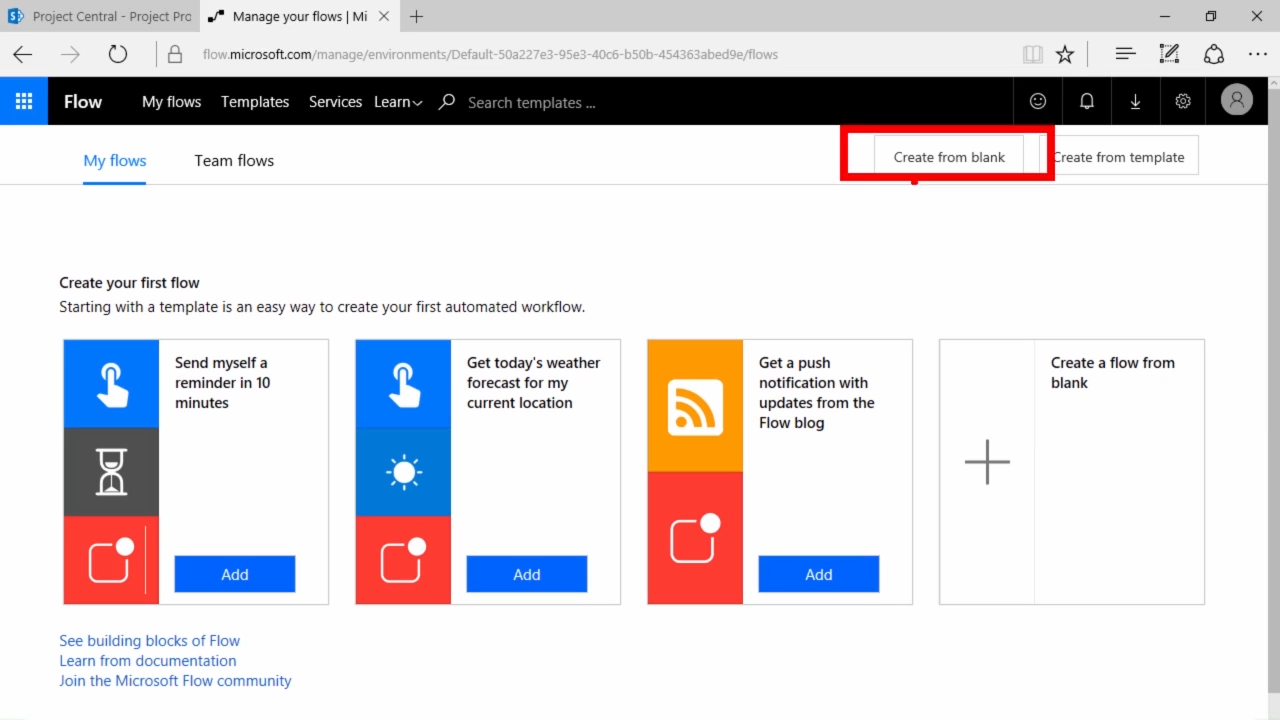 Project Central - Project Pro
Manage your flows | Mi
flow.microsoft.com/manage/environments/Default-50a227e3-95e3-40c6-b50b-454363abed9e/flows
Flow My flows Templates Services Learn Search templates ...
My flows Team flows Create from blank Create from template
Create your first flow
Starting with a template is an easy way to create your first automated workflow.
Send myself a
reminder in 10
minutes
Add
Get today's weather
forecast for my
current location
Add
Get a push
notification with
updates from the
Flow blog
Add
Create a flow from
blank
See building blocks of Flow
Learn from documentation
Join the Microsoft Flow community